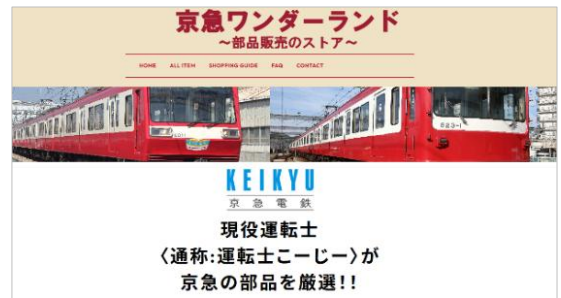 京急ワンダーランド
〜部品販売のストア〜
HOME ALL ITEM SHOPPING GUIDE FAQ CONTACT
823-1
KEIKYU
京急電鉄
現役運転士
〈通称:運転士こーじー〉が
京急の部品を厳選!!